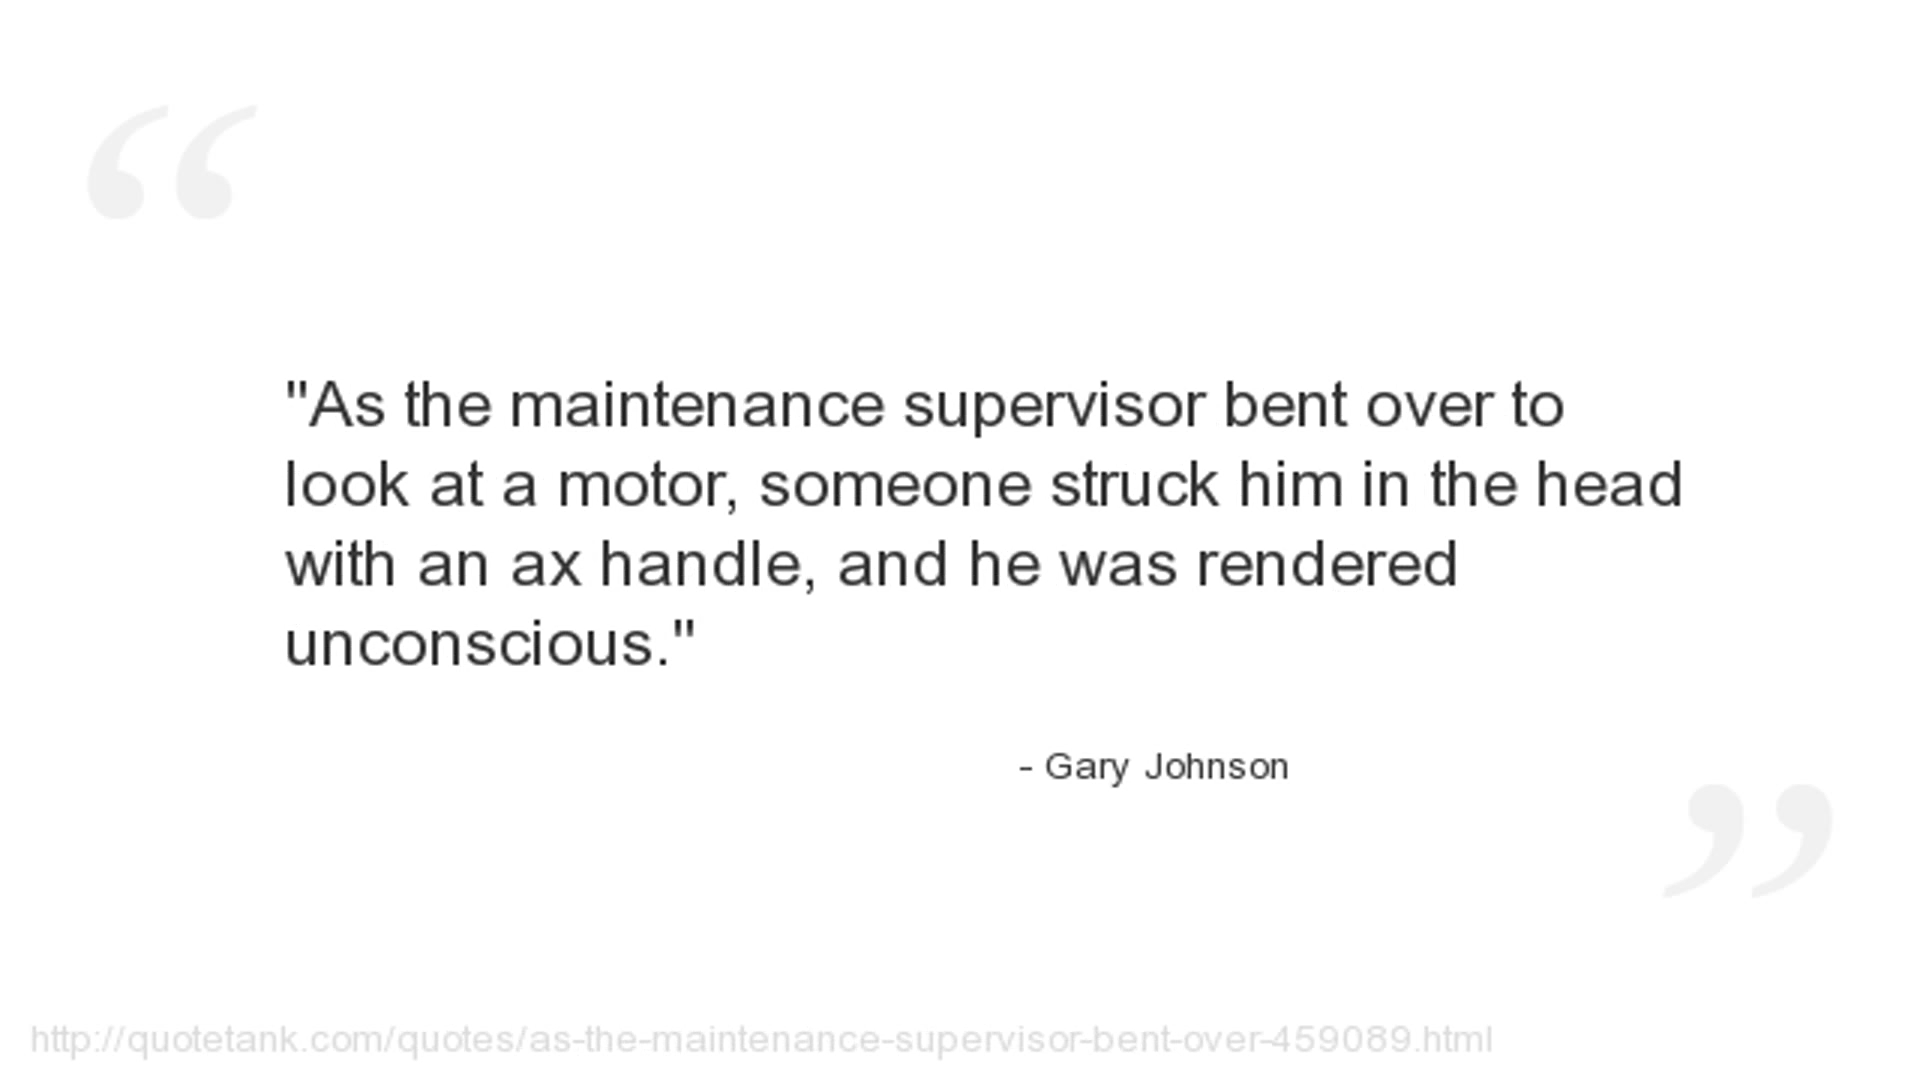 "As the maintenance supervisor bent over to
look at a motor, someone struck him in the head
with an ax handle, and he was rendered
unconscious."
- Gary Johnson
http://quotetank.com/quotes/as-the-maintenance-supervisor-bent-over-459089.html